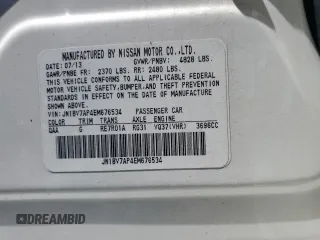 MANUFACTURED BY NISSAN MOTOR CO.,LTD.
DATE: 07/13 GVWR/PNBV: 4828 LBS.
GAWR/PNBE FR: 2370 LBS. RR: 2480 LBS.
THIS VEHICLE CONFORMS TO ALL APPLICABLE FEDERAL
MOTOR VEHICLE SAFETY,BUMPER,AND THEFT PREVENTION
STANDARDS IN EFFECT ON THE DATE OF MANUFACTURE
SHOWN ABOVE.
VIN: JN1BV7AP4EM676534 PASSENGER CAR
COLOR TRIM TRANS AXLE ENGINE
QAA G RE7R01A RG31 VQ37(VHR) 3696CC
JN1BV7AP4EM676534